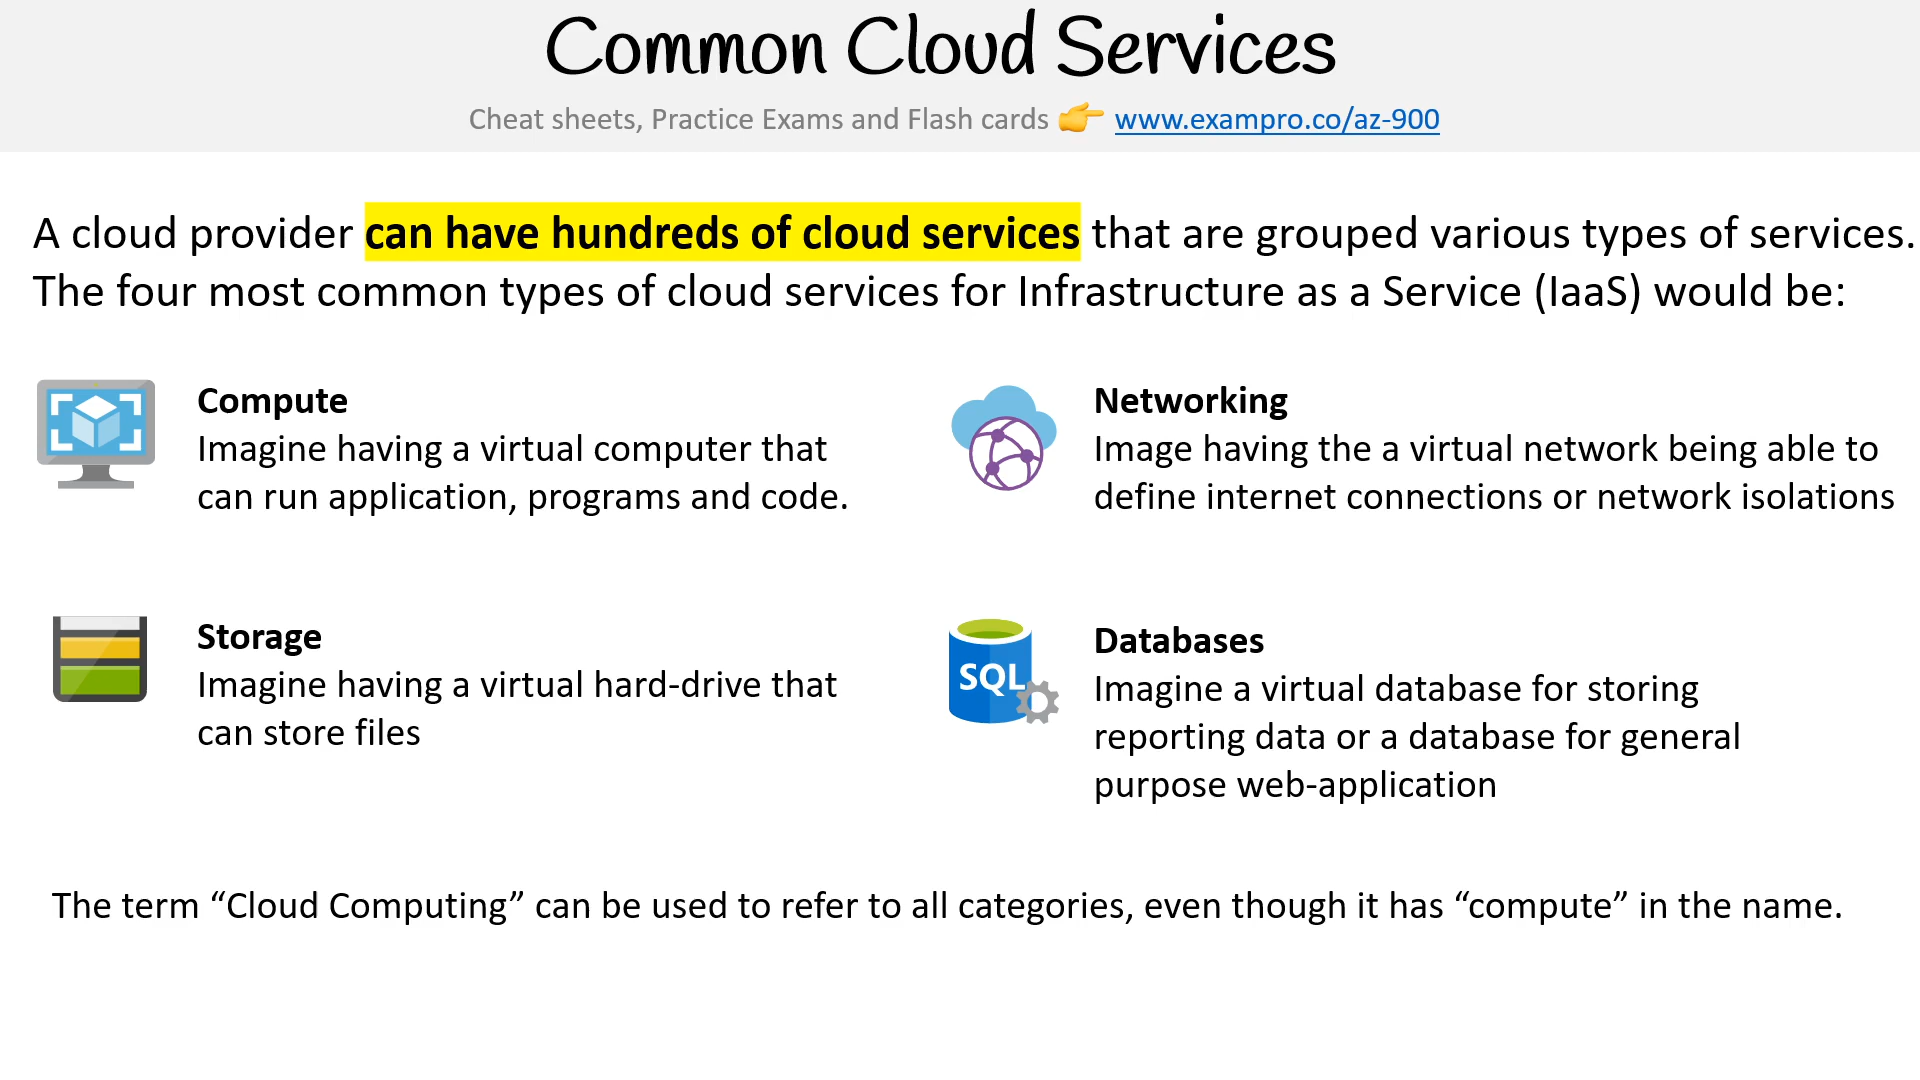 Common Cloud Services
Cheat sheets, Practice Exams and Flash cards 👉 www.exampro.co/az-900
A cloud provider can have hundreds of cloud services that are grouped various types of services.
The four most common types of cloud services for Infrastructure as a Service (IaaS) would be:
Compute
Imagine having a virtual computer that
can run application, programs and code.
Networking
Image having the a virtual network being able to
define internet connections or network isolations
Storage
Imagine having a virtual hard-drive that
can store files
SQL
Databases
Imagine a virtual database for storing
reporting data or a database for general
purpose web-application
The term “Cloud Computing” can be used to refer to all categories, even though it has “compute” in the name.